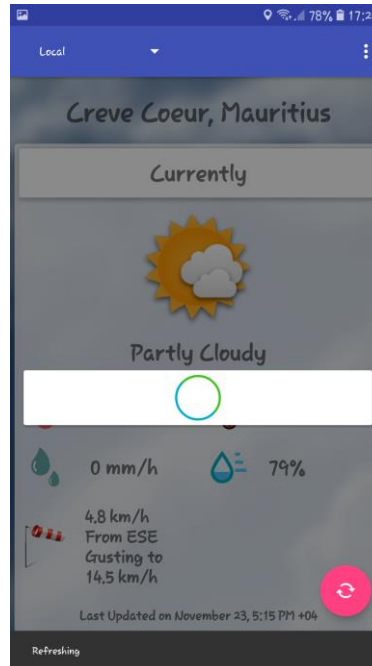 78% 17:2
Local
Creve Coeur, Mauritius
Currently
Partly Cloudy
0 mm/h 79%
4.8 km/h
From ESE
Gusting to
14.5 km/h
Last Updated on November 23, 5:15 PM +04
Refreshing